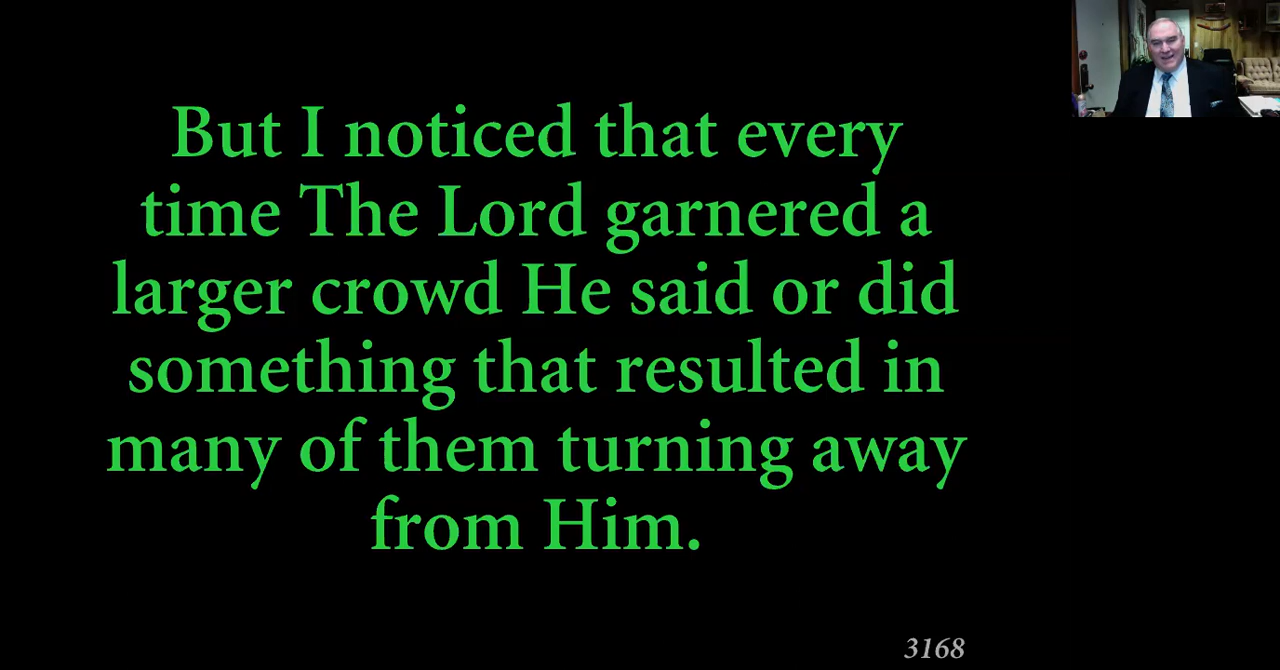 But I noticed that every
time The Lord garnered a
larger crowd He said or did
something that resulted in
many of them turning away
from Him.
3168